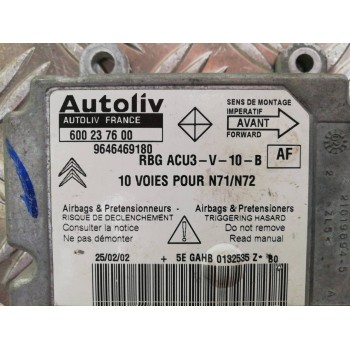 Autoliv
AUTOLIV FRANCE
600 23 76 00
9646469180
SENS DE MONTAGE
IMPERATIF
AVANT
FORWARD
RBG ACU3-V-10-B
AF
10 VOIES POUR N71/N72
Airbags & Pretensionneurs
RISQUE DE DECLENCHEMENT
Consulter la notice
Ne pas démonter
Airbags & Pretensioners
TRIGGERING HASARD
Do not remove
Read manual
25/02/02
+ 5E GAHB 0132535 Z* B0